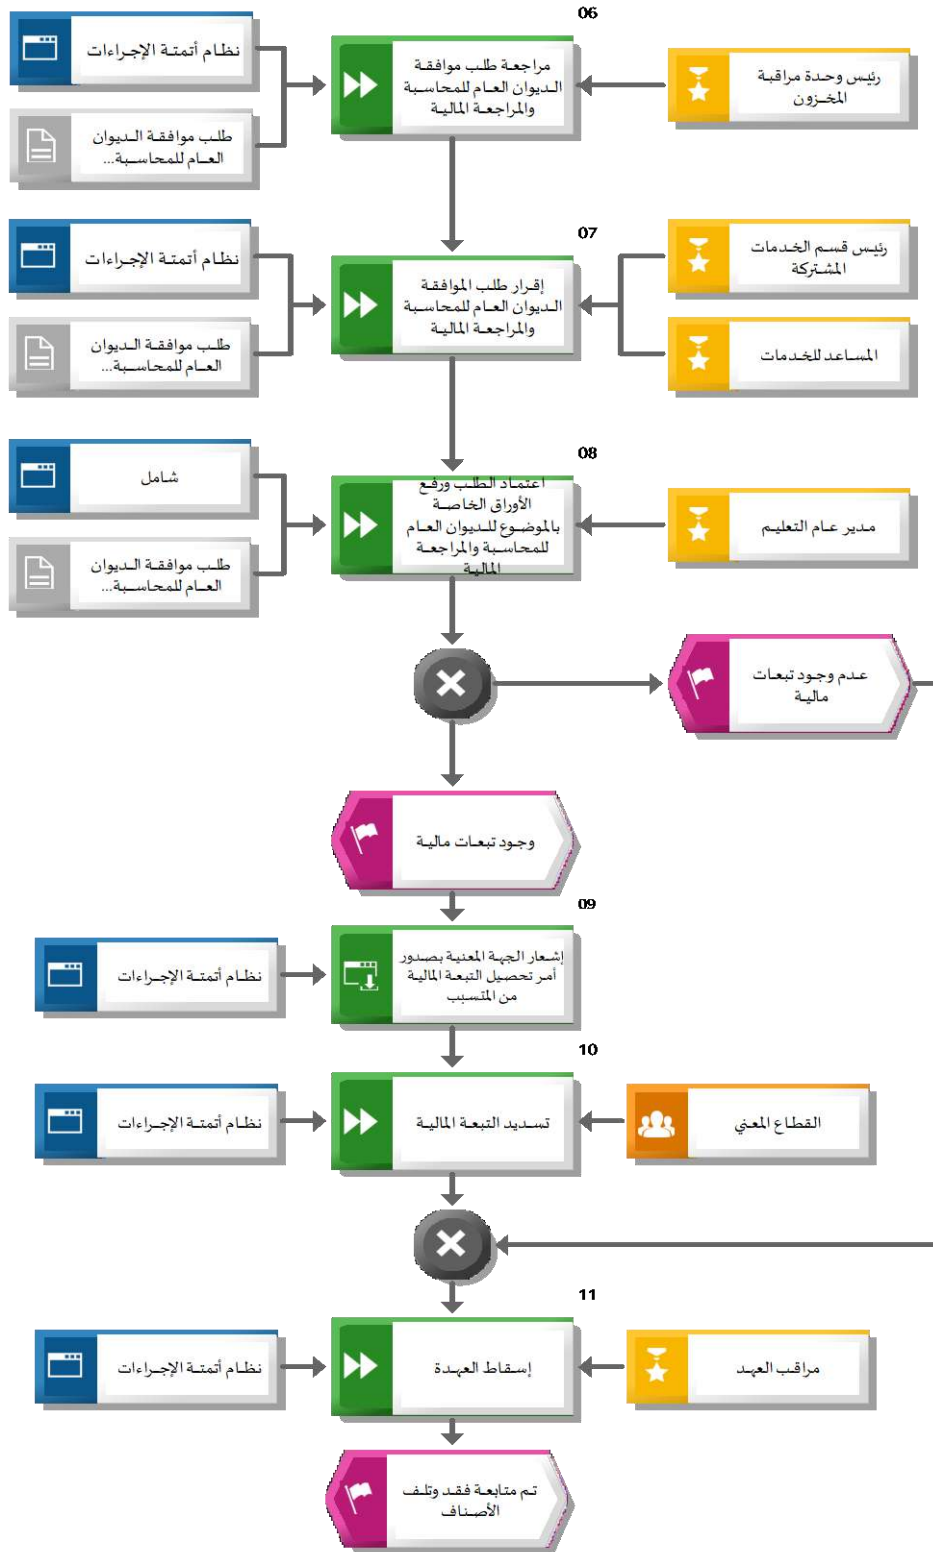 06
نظام أتمتة الإجراءات
مراجعة طلب موافقة
الديوان العام للمحاسبة
والمراجعة المالية
رئيس وحدة مراقبة
المخزون
طلب موافقة الديوان
العام للمحاسبة...
07
نظام أتمتة الإجراءات
إقرار طلب الموافقة
الديوان العام للمحاسبة
والمراجعة المالية
رئيس قسم الخدمات
المشتركة
طلب موافقة الديوان
العام للمحاسبة...
المساعد للخدمات
08
شامل
اعتماد الطلب ورفع
الأوراق الخاصة
بالموضوع للديوان العام
للمحاسبة والمراجعة
المالية
مدير عام التعليم
طلب موافقة الديوان
العام للمحاسبة...
عدم وجود تبعات
مالية
وجود تبعات مالية
09
إشعار الجهة المعنية بصدور
أمر تحصيل التبعة المالية
من المتسبب
نظام أتمتة الإجراءات
10
القطاع المعني
تسديد التبعة المالية
نظام أتمتة الإجراءات
11
مراقب العهد
إسقاط العهدة
نظام أتمتة الإجراءات
تم متابعة فقد وتلف
الأصناف